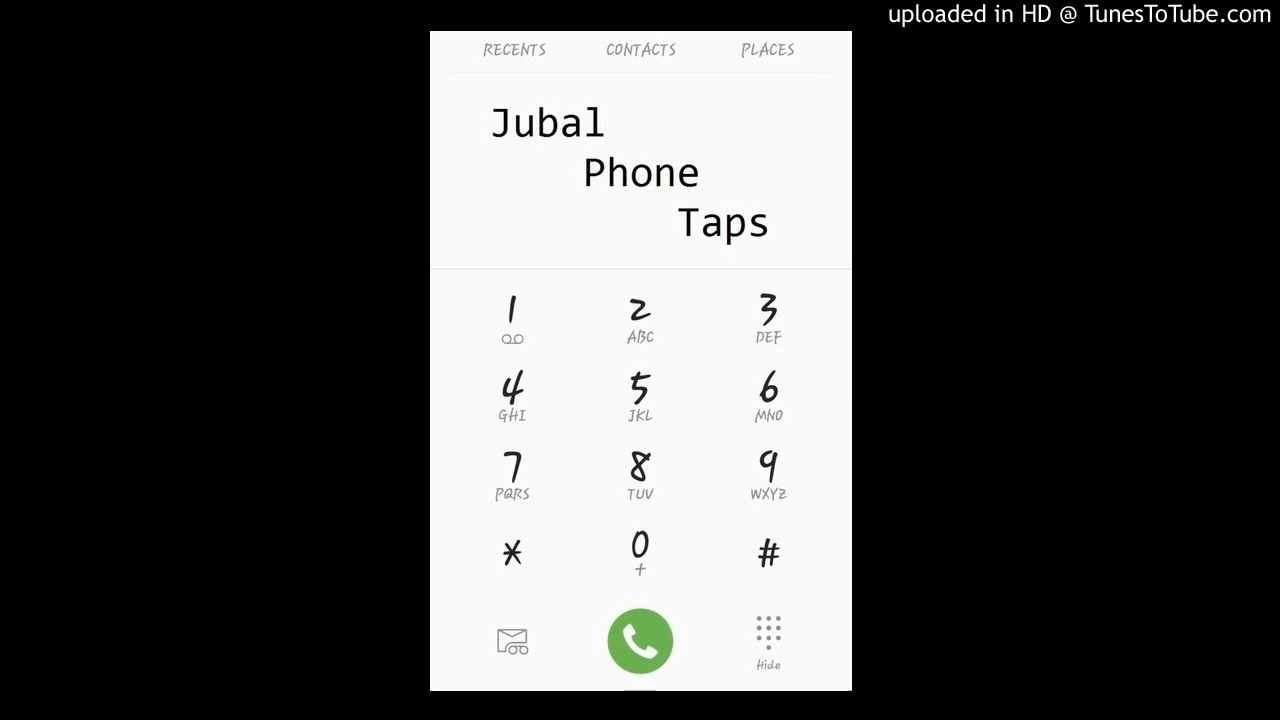 uploaded in HD @ TunesToTube.com
RECENTS CONTACTS PLACES
Jubal
Phone
Taps
1 2 3
ABC DEF
4 5 6
GHI JKL MNO
7 8 9
PQRS TUV WXYZ
* 0 #
+
Hide